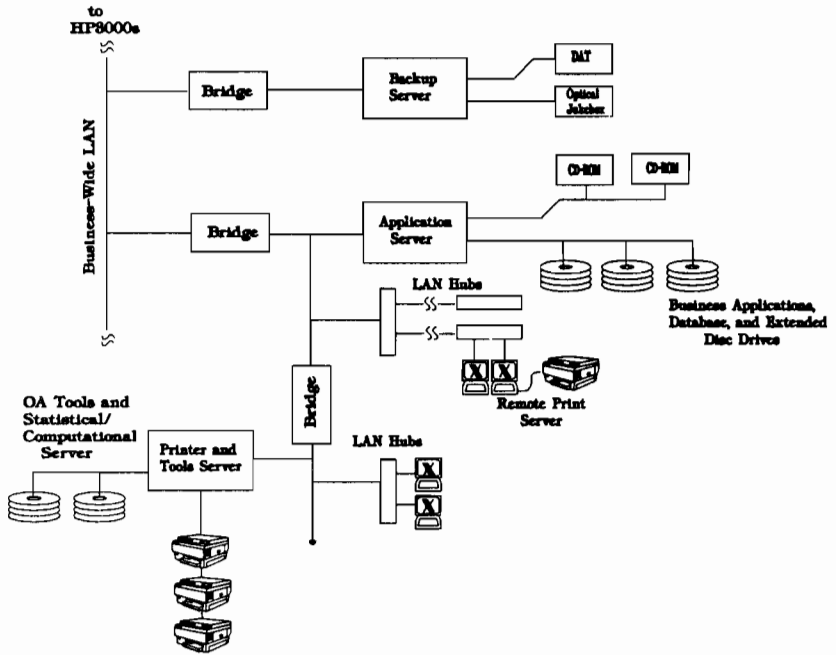 to
HP3000s
Business-Wide LAN
Bridge
Backup
Server
DAT
Optical
Jukebox
Bridge
Application
Server
CD-ROM
CD-ROM
LAN Hubs
Business Applications,
Database, and Extended
Disc Drives
Bridge
X
X
Remote Print
Server
OA Tools and
Statistical/
Computational
Server
Printer and
Tools Server
LAN Hubs
X
X